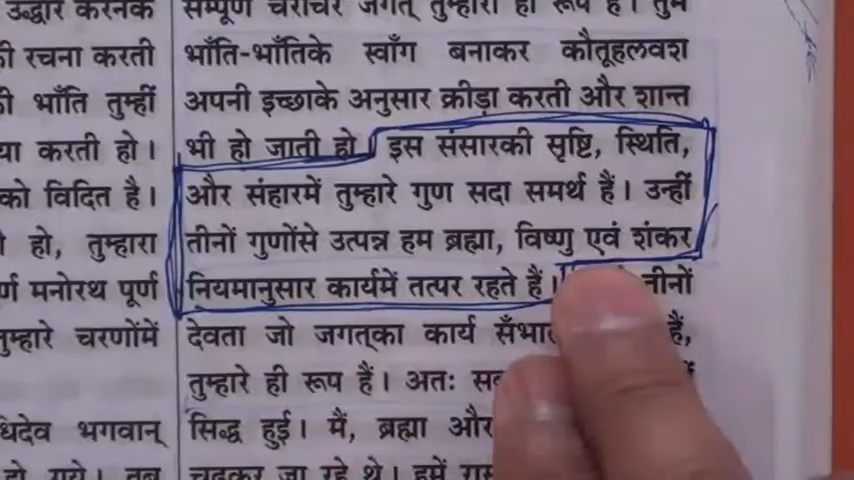 उद्धार करनेके
रचना करती
भाँति तुम्हीं
या करती हो।
को विदित है।
हो, तुम्हारा
मनोरथ पूर्ण
तुम्हारे चरणोंमें
भगवान्
सम्पूर्ण चराचर जगत् तुम्हारा ही रूप है। तुम
भाँति-भाँतिके स्वाँग बनाकर कौतूहलवश
अपनी इच्छाके अनुसार क्रीड़ा करती और शान्त
भी हो जाती हो। इस संसारकी सृष्टि, स्थिति,
और संहारमें तुम्हारे गुण सदा समर्थ हैं। उन्हीं
तीनों गुणोंसे उत्पन्न हम ब्रह्मा, विष्णु एवं शंकर
नियमानुसार कार्यमें तत्पर रहते हैं। तीनों
देवता जो जगत्‌का कार्य हैं,
तुम्हारे ही रूप हैं। अतः
सिद्ध हुई। मैं, ब्रह्मा और
चढ़कर जा रहे थे। हमें